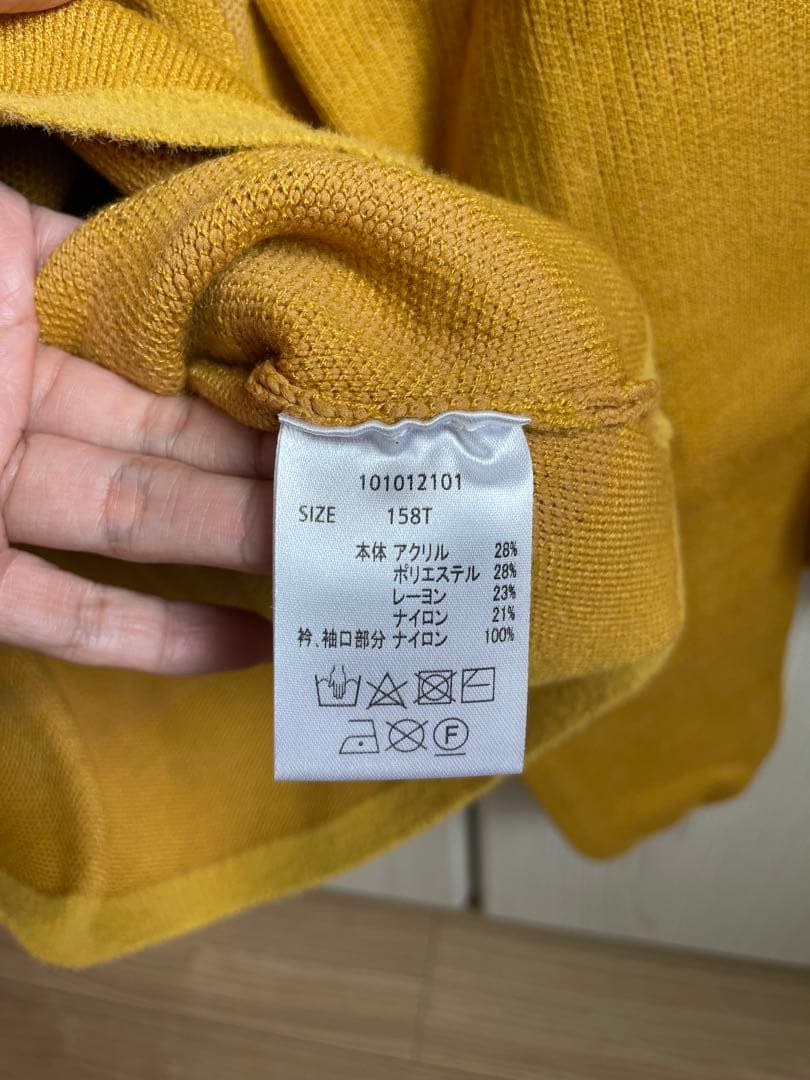 101012101
SIZE 158T
本体 アクリル 28%
ポリエステル 28%
レーヨン 23%
ナイロン 21%
衿、袖口部分 ナイロン 100%
F